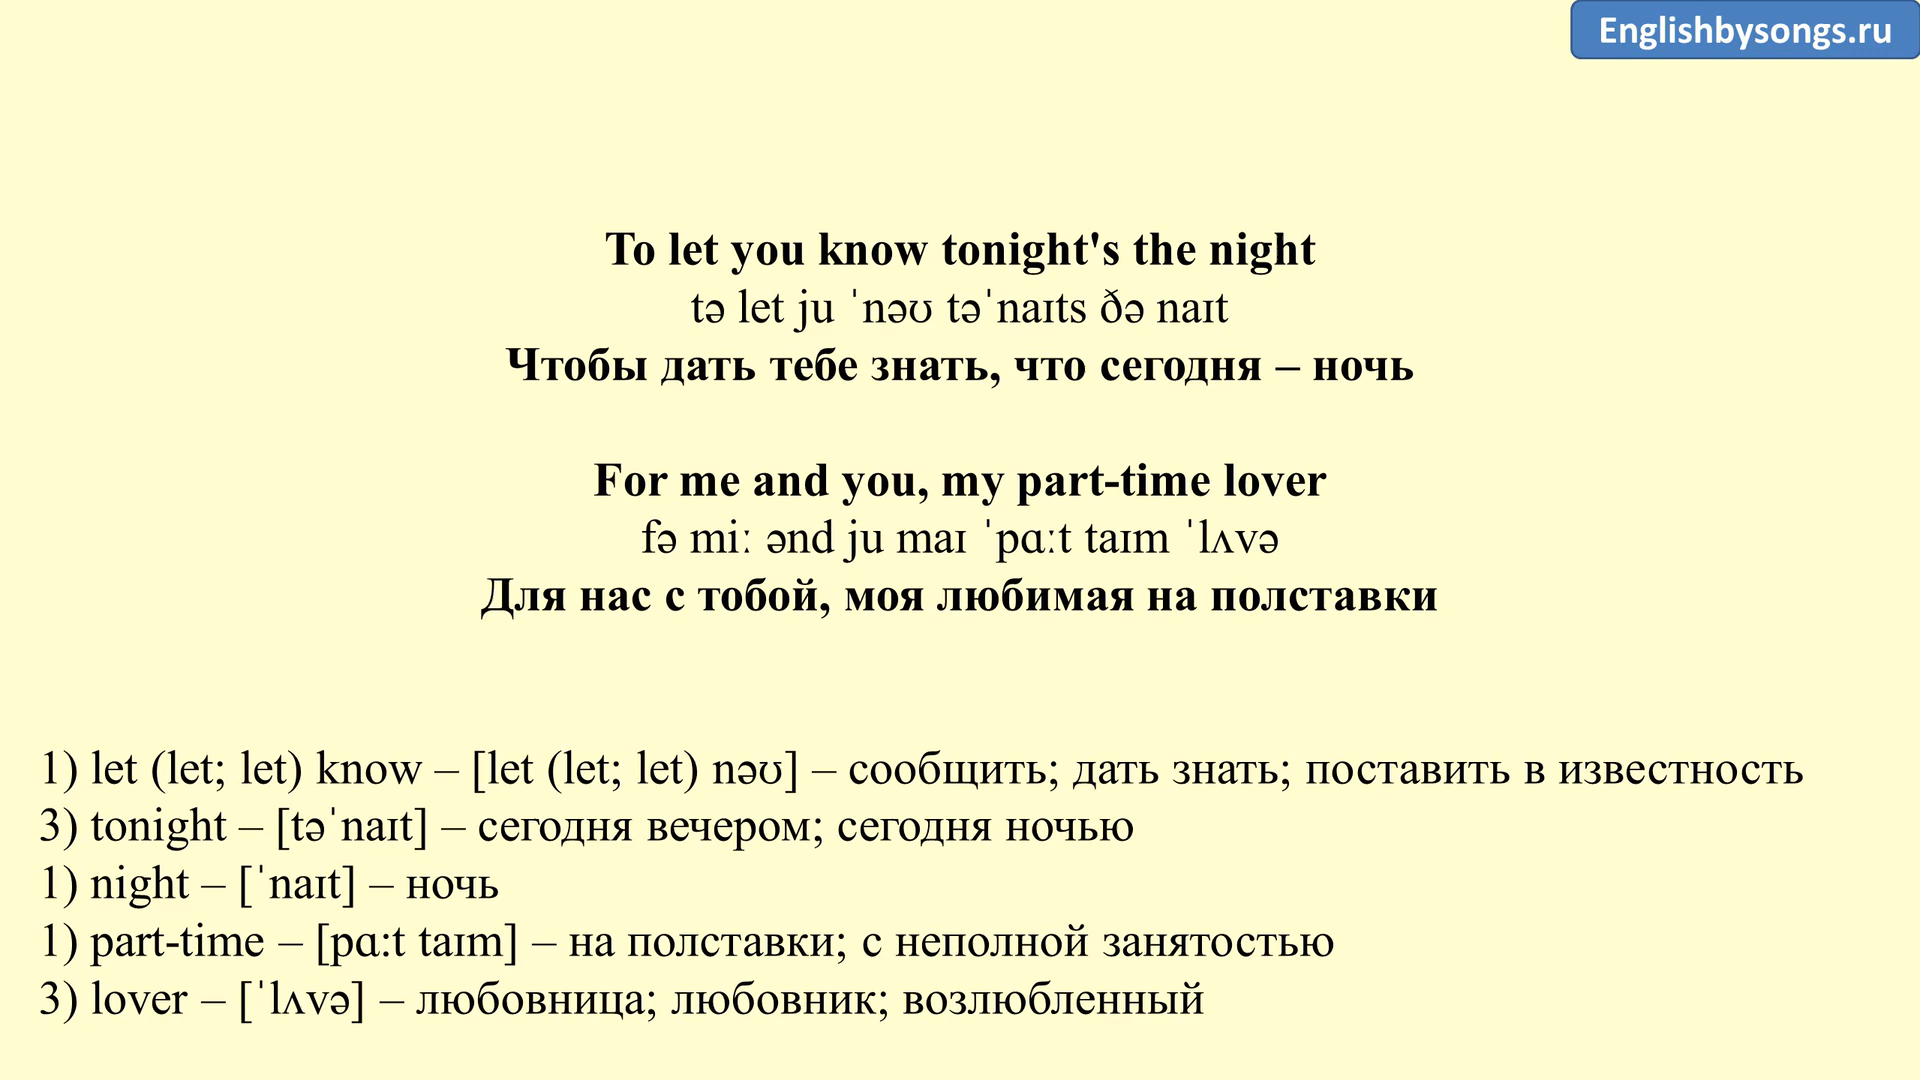 Englishbysongs.ru
To let you know tonight's the night
tə let ju ˈnəʊ təˈnaɪts ðə naɪt
Чтобы дать тебе знать, что сегодня – ночь
For me and you, my part-time lover
fə miː ənd ju maɪ ˈpɑːt taɪm ˈlʌvə
Для нас с тобой, моя любимая на полставки
1) let (let; let) know – [let (let; let) nəʊ] – сообщить; дать знать; поставить в известность
3) tonight – [təˈnaɪt] – сегодня вечером; сегодня ночью
1) night – [ˈnaɪt] – ночь
1) part-time – [pɑ:t taɪm] – на полставки; с неполной занятостью
3) lover – [ˈlʌvə] – любовница; любовник; возлюбленный